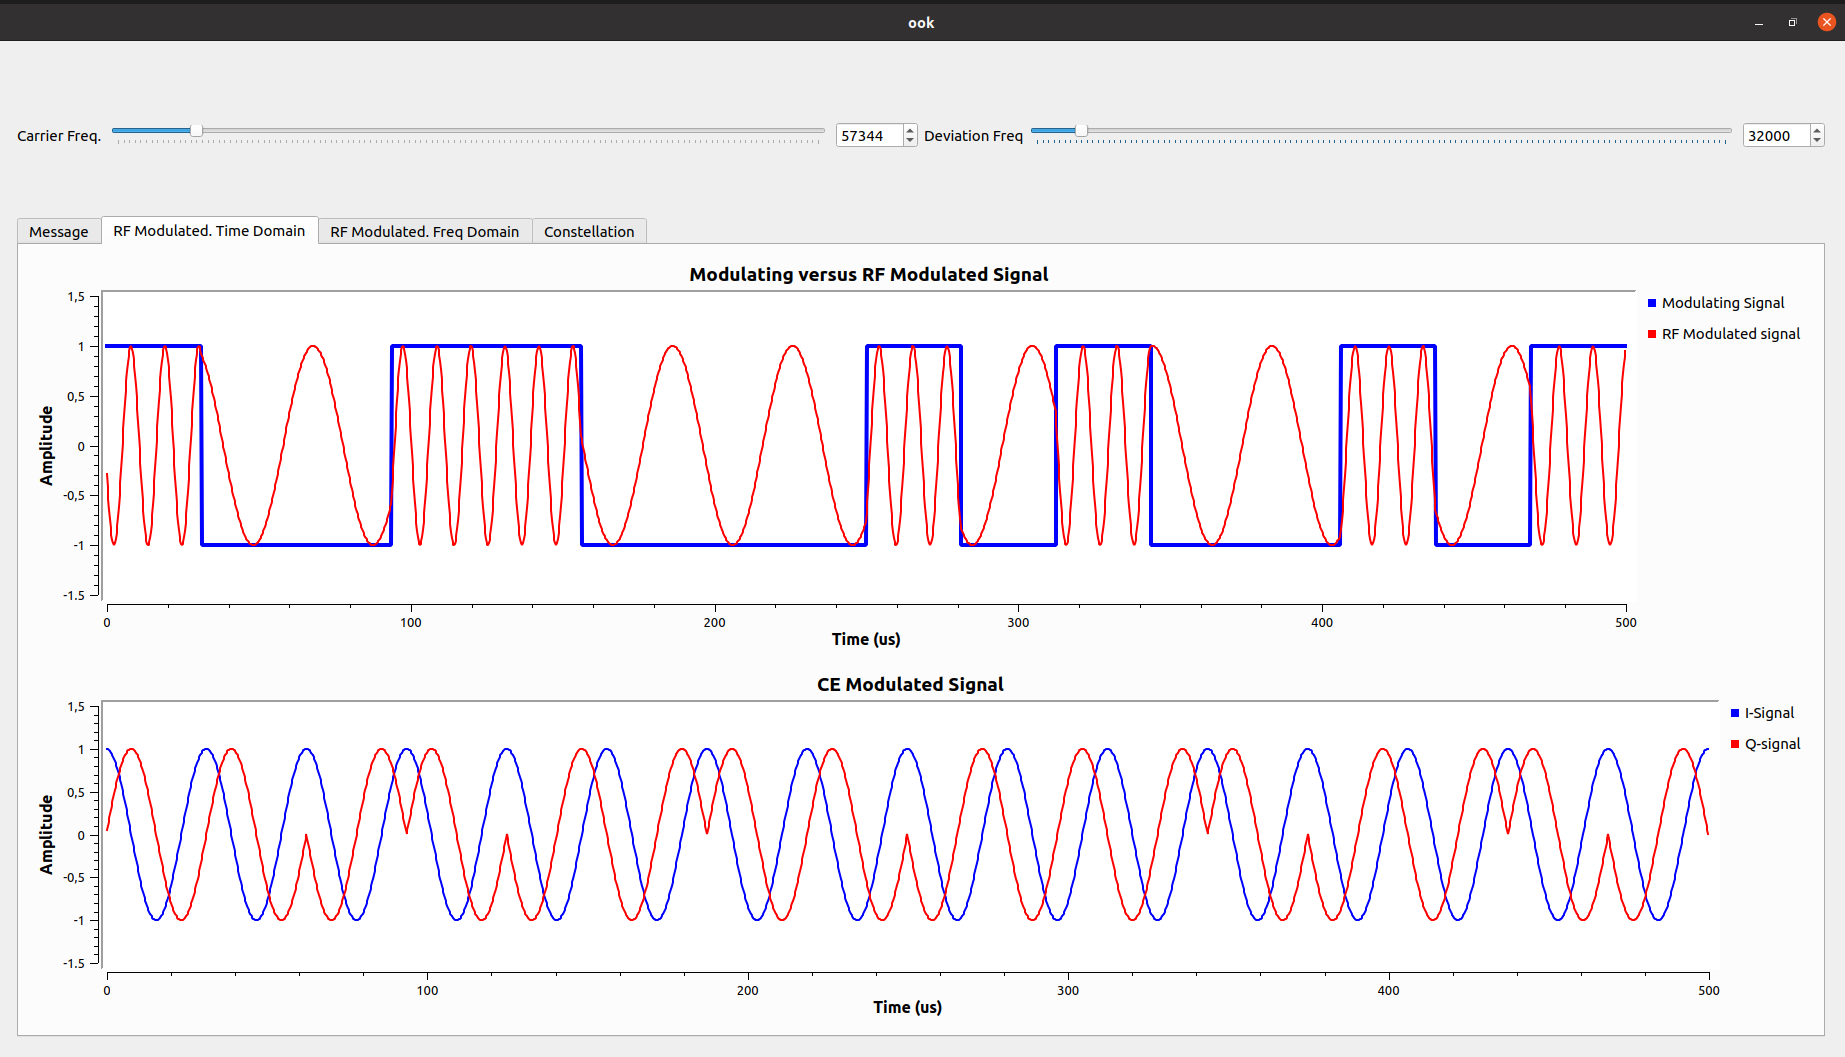 ook
Carrier Freq. 57344 Deviation Freq 32000
Message RF Modulated. Time Domain RF Modulated. Freq Domain Constellation
Modulating versus RF Modulated Signal
1,5
1
0,5
0
-0,5
-1
-1.5
Amplitude
0 100 200 300 400 500
Time (us)
Modulating Signal
RF Modulated signal
CE Modulated Signal
1,5
1
0,5
0
-0,5
-1
-1.5
Amplitude
0 100 200 300 400 500
Time (us)
I-Signal
Q-signal